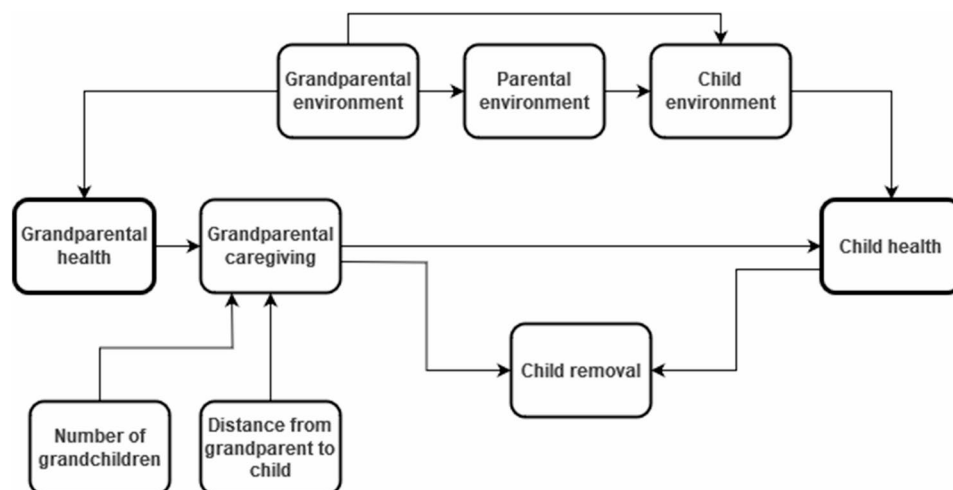 Grandparental
environment
Parental
environment
Child
environment
Grandparental
health
Grandparental
caregiving
Child health
Child removal
Number of
grandchildren
Distance from
grandparent to
child